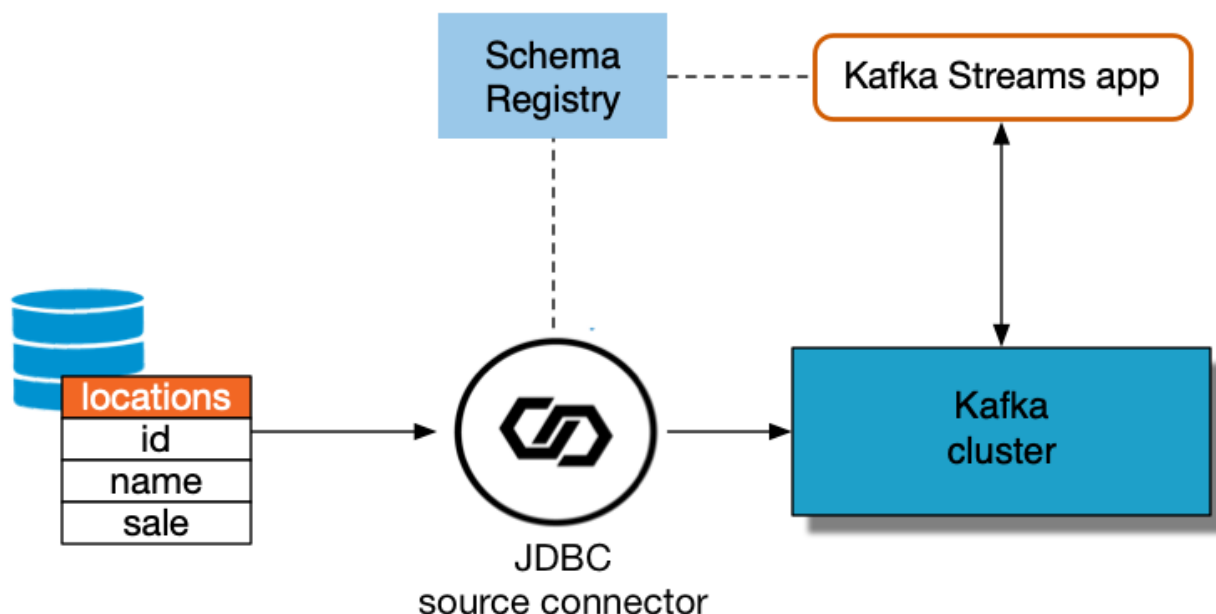 Schema
Registry
Kafka Streams app
locations
id
name
sale
JDBC
source connector
Kafka
cluster